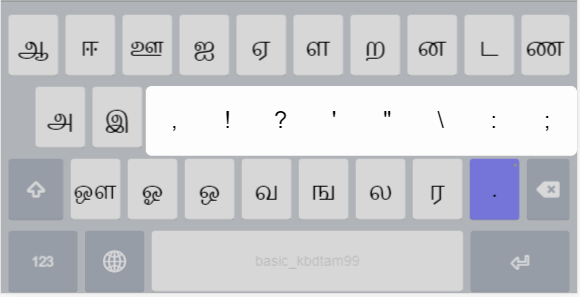 ஆ ஈ ஊ ஐ ஏ ள ற ன ட ண
அ இ , ! ? ' " \ : ;
ஔ ஓ ஒ வ ங ல ர .
123 basic_kbdtam99